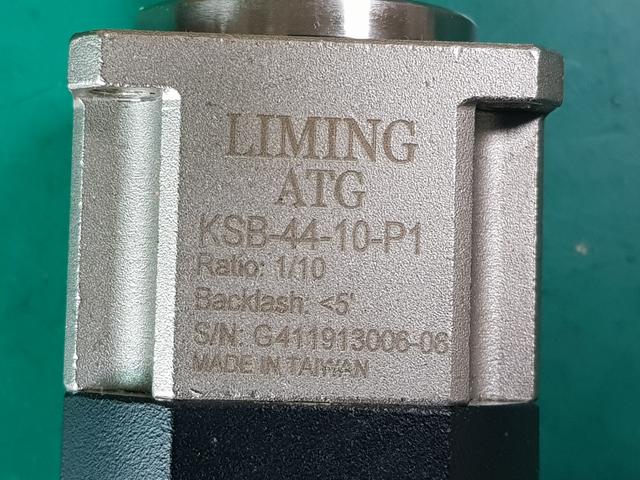 LIMING
ATG
KSB-44-10-P1
Ratio: 1/10
Backlash: <5'
S/N: G411913006-06
MADE IN TAIWAN